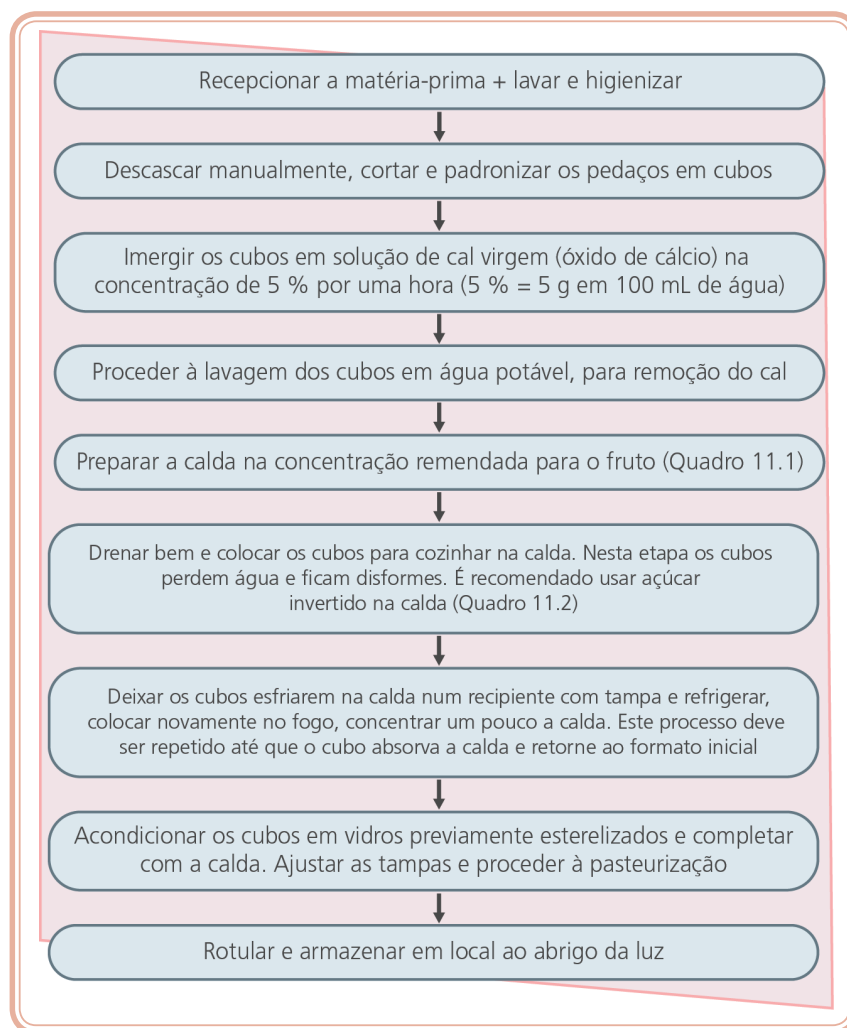 Recepcionar a matéria-prima + lavar e higienizar
Descascar manualmente, cortar e padronizar os pedaços em cubos
Imergir os cubos em solução de cal virgem (óxido de cálcio) na
concentração de 5 % por uma hora (5 % = 5 g em 100 mL de água)
Proceder à lavagem dos cubos em água potável, para remoção do cal
Preparar a calda na concentração remendada para o fruto (Quadro 11.1)
Drenar bem e colocar os cubos para cozinhar na calda. Nesta etapa os cubos
perdem água e ficam disformes. É recomendado usar açúcar
invertido na calda (Quadro 11.2)
Deixar os cubos esfriarem na calda num recipiente com tampa e refrigerar,
colocar novamente no fogo, concentrar um pouco a calda. Este processo deve
ser repetido até que o cubo absorva a calda e retorne ao formato inicial
Acondicionar os cubos em vidros previamente esterelizados e completar
com a calda. Ajustar as tampas e proceder à pasteurização
Rotular e armazenar em local ao abrigo da luz